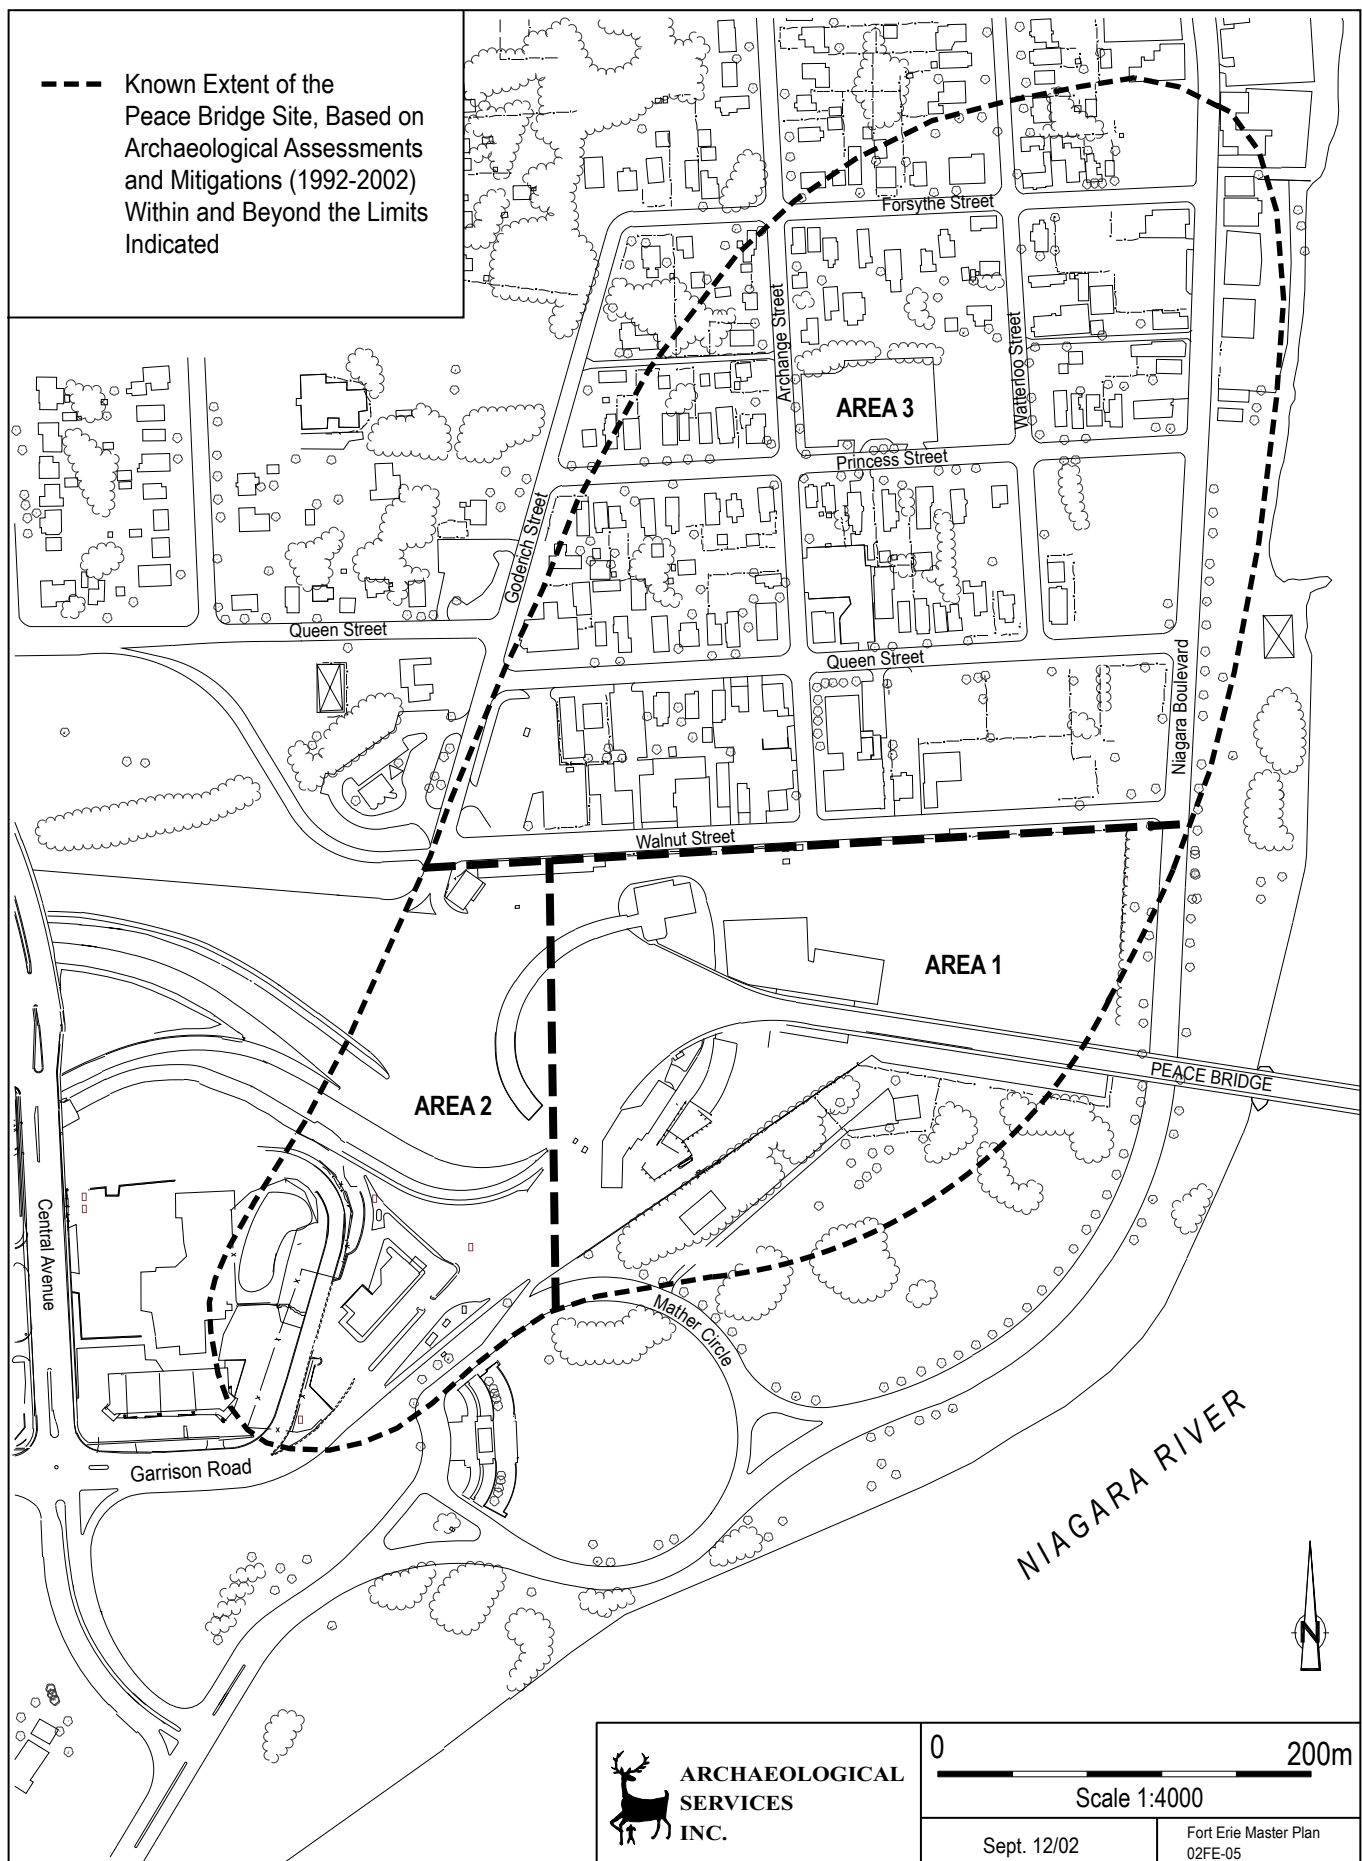 Known Extent of the
Peace Bridge Site, Based on
Archaeological Assessments
and Mitigations (1992-2002)
Within and Beyond the Limits
Indicated
Forsythe Street
Archange Street
Watterloo Street
AREA 3
Princess Street
Goderich Street
Queen Street
Queen Street
Niagara Boulevard
Walnut Street
AREA 1
PEACE BRIDGE
AREA 2
Central Avenue
Mather Circle
Garrison Road
NIAGARA RIVER
N
ARCHAEOLOGICAL
SERVICES
INC.
0 200m
Scale 1:4000
Sept. 12/02
Fort Erie Master Plan
02FE-05